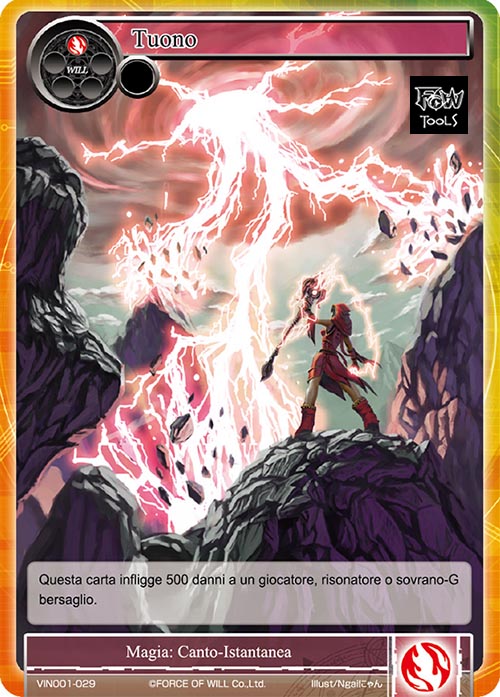 Tuono
WILL
FOW
TOOLS
Questa carta infligge 500 danni a un giocatore, risonatore o sovrano-G
bersaglio.
Magia: Canto-Istantanea
VIN001-029 ©FORCE OF WILL Co.,Ltd. Illust/Ngaiにゃん